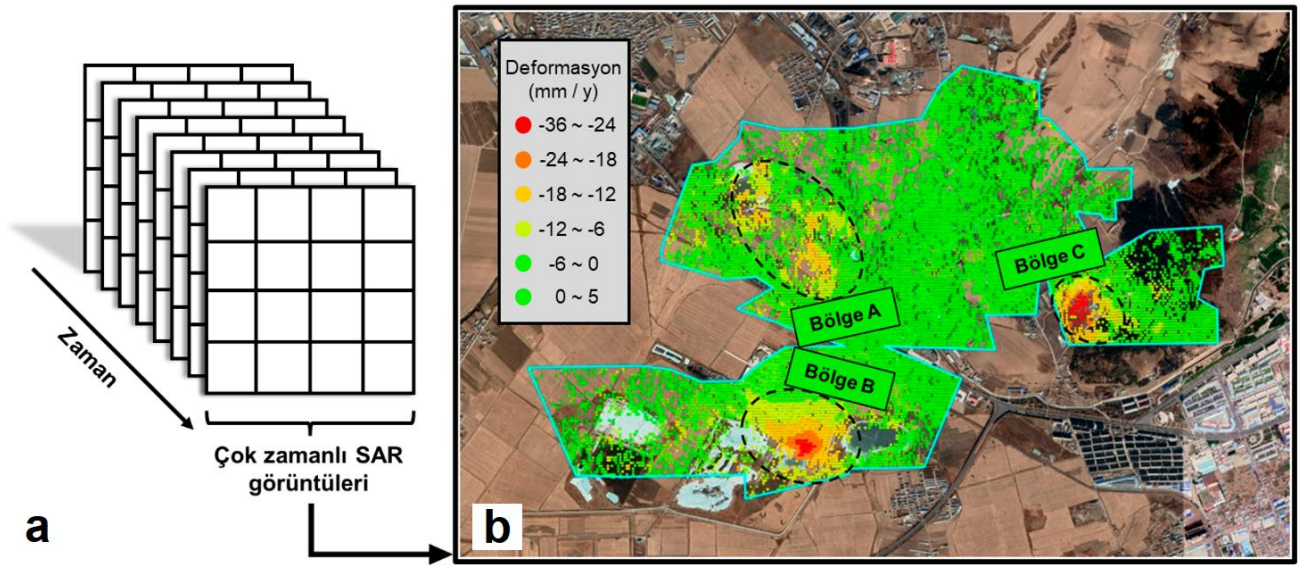 Zaman
Çok zamanlı SAR
görüntüleri
a
Deformasyon
(mm / y)
-36 ~ -24
-24 ~ -18
-18 ~ -12
-12 ~ -6
-6 ~ 0
0 ~ 5
Bölge C
Bölge A
Bölge B
b